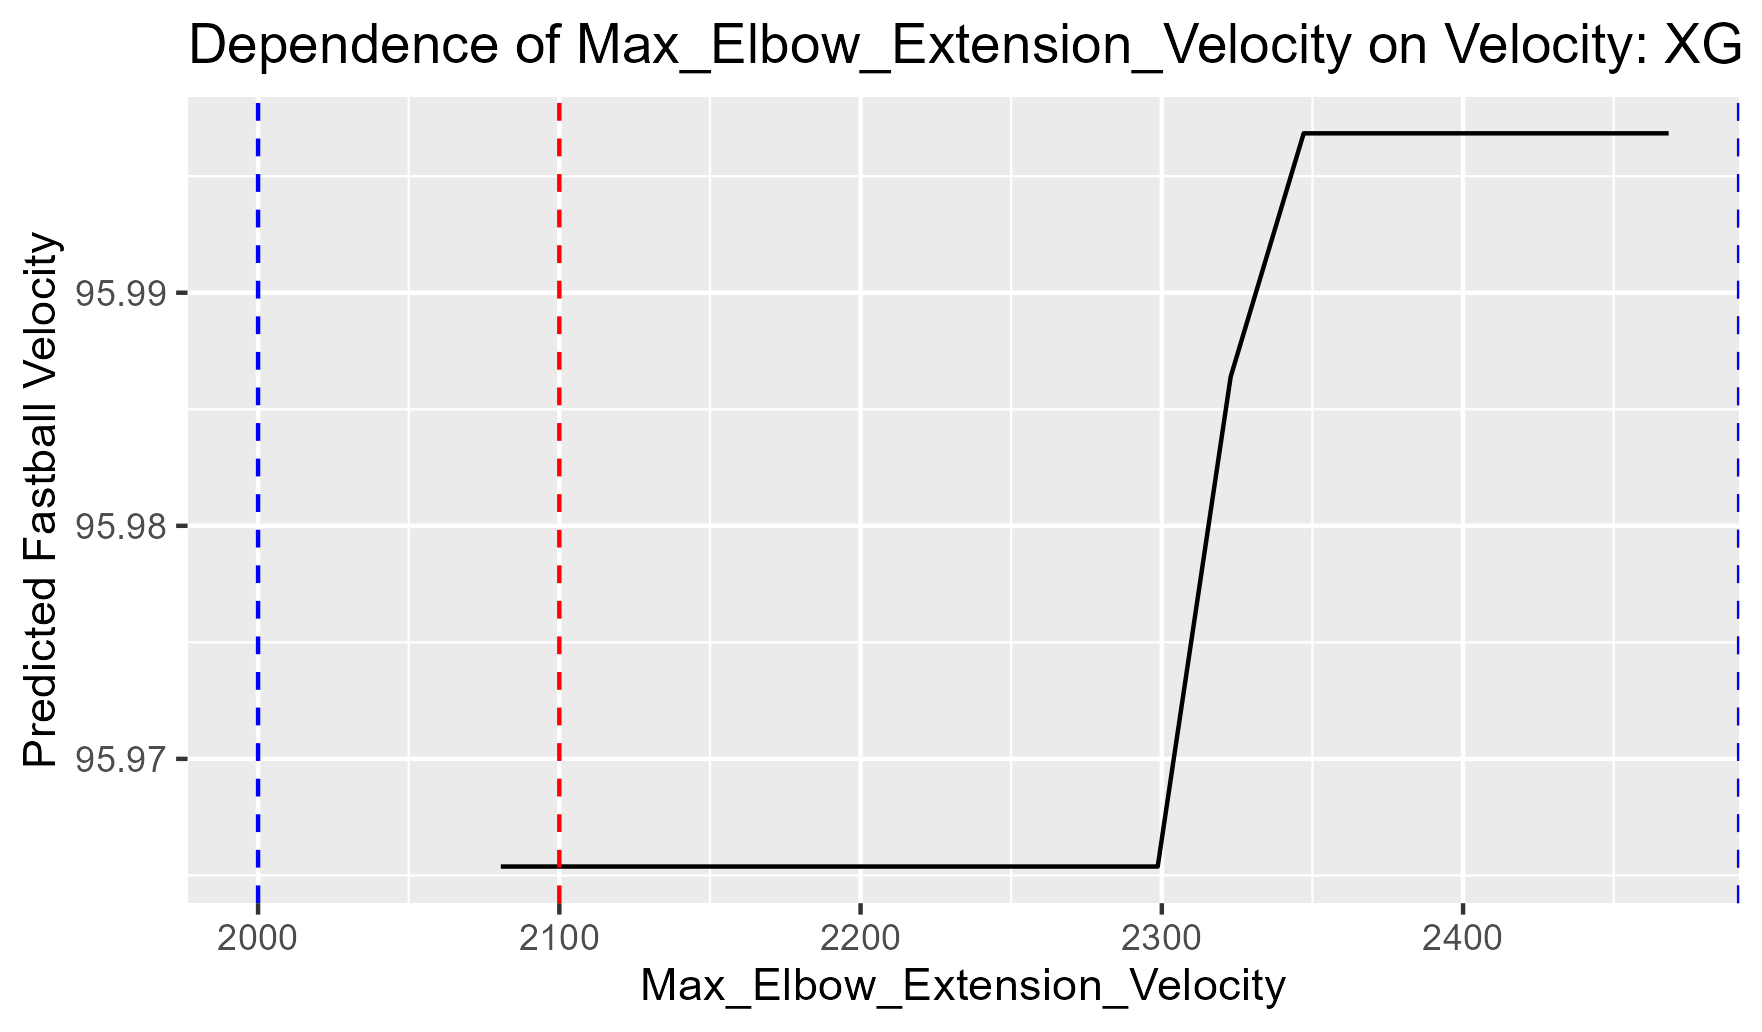 Dependence of Max_Elbow_Extension_Velocity on Velocity: XG
Predicted Fastball Velocity
95.99
95.98
95.97
2000 2100 2200 2300 2400
Max_Elbow_Extension_Velocity